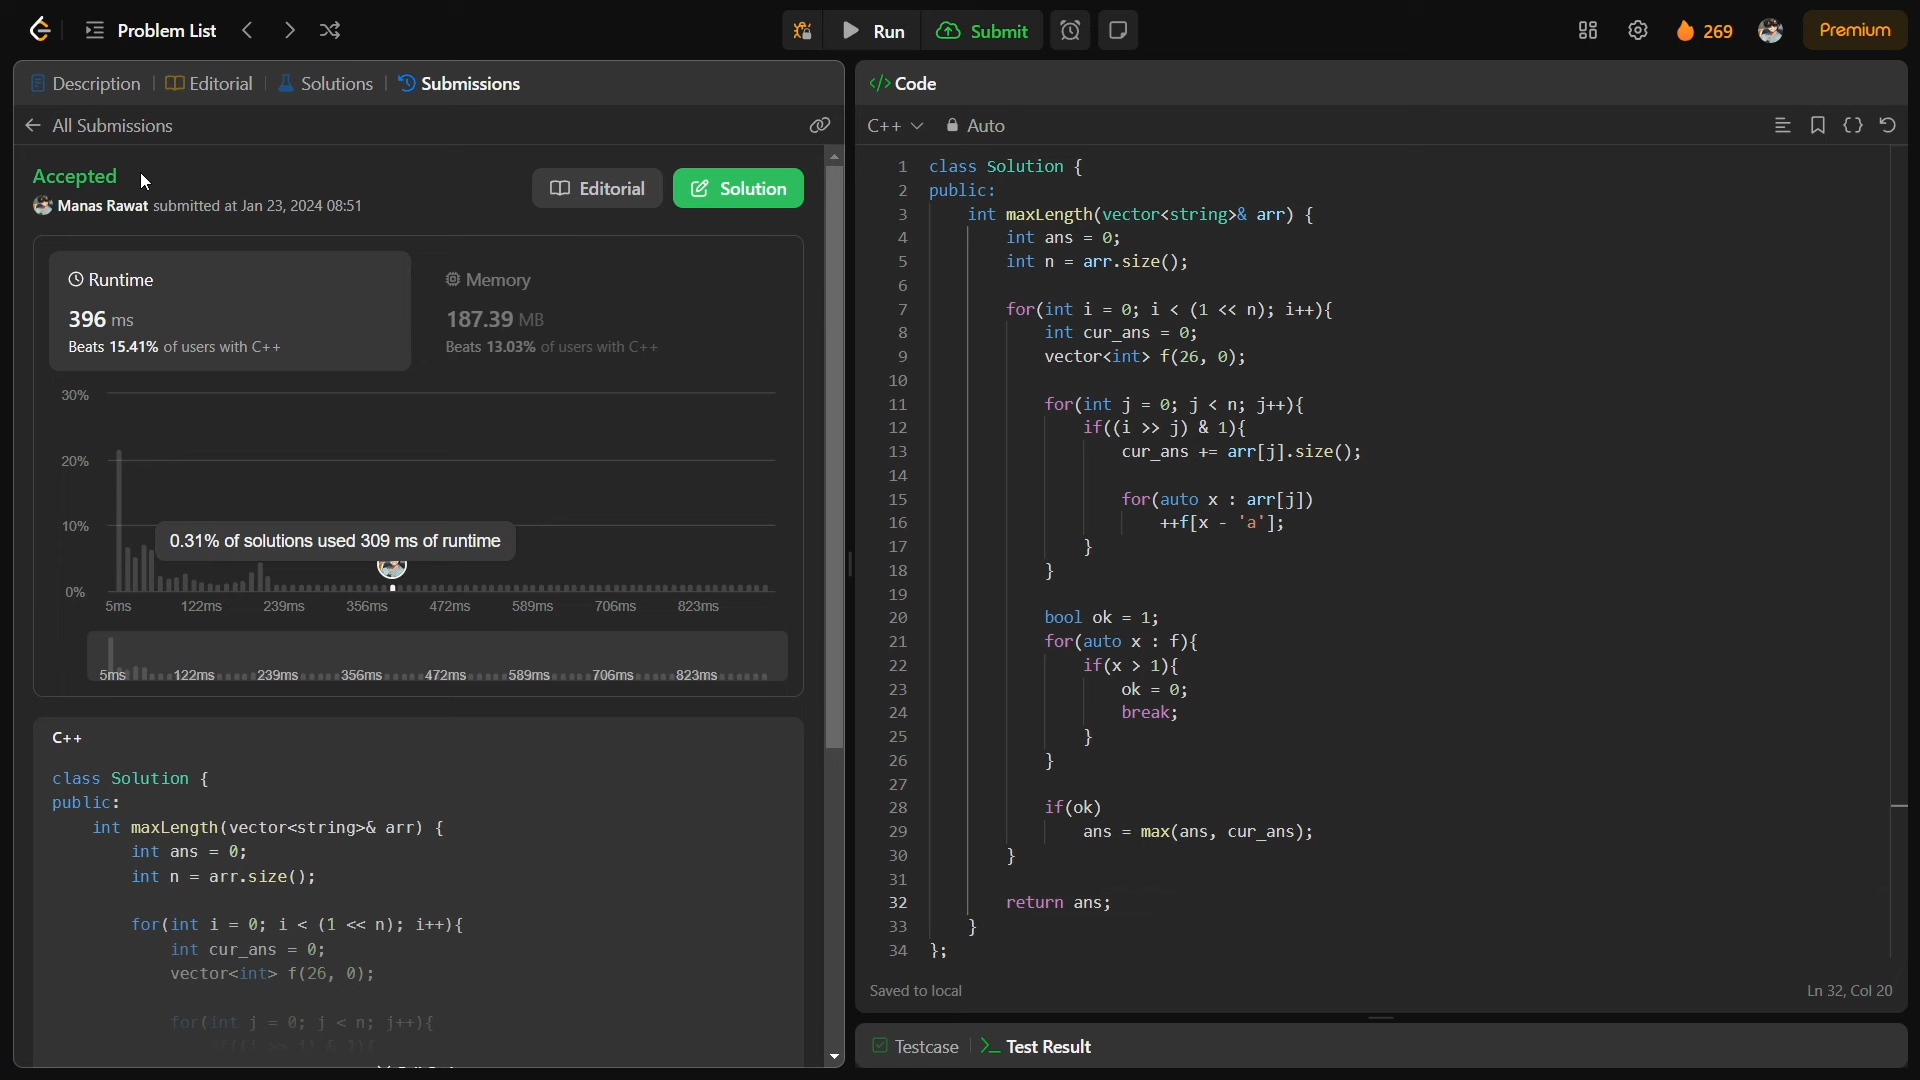 Problem List
Run
Submit
269
Premium
Description
Editorial
Solutions
Submissions
All Submissions
Accepted
Manas Rawat submitted at Jan 23, 2024 08:51
Editorial
Solution
Runtime
396 ms
Beats 15.41% of users with C++
Memory
187.39 MB
Beats 13.03% of users with C++
30%
20%
10%
0%
0.31% of solutions used 309 ms of runtime
5ms 122ms 239ms 356ms 472ms 589ms 706ms 823ms
5ms 122ms 239ms 356ms 472ms 589ms 706ms 823ms
C++
class Solution {
public:
int maxLength(vector<string>& arr) {
int ans = 0;
int n = arr.size();
for(int i = 0; i < (1 << n); i++){
int cur_ans = 0;
vector<int> f(26, 0);
for(int j = 0; j < n; j++){
</> Code
C++
Auto
1 class Solution {
2 public:
3 int maxLength(vector<string>& arr) {
4 int ans = 0;
5 int n = arr.size();
6
7 for(int i = 0; i < (1 << n); i++){
8 int cur_ans = 0;
9 vector<int> f(26, 0);
10
11 for(int j = 0; j < n; j++){
12 if((i >> j) & 1){
13 cur_ans += arr[j].size();
14
15 for(auto x : arr[j])
16 ++f[x - 'a'];
17 }
18 }
19
20 bool ok = 1;
21 for(auto x : f){
22 if(x > 1){
23 ok = 0;
24 break;
25 }
26 }
27
28 if(ok)
29 ans = max(ans, cur_ans);
30 }
31
32 return ans;
33 }
34 };
Saved to local
Ln 32, Col 20
Testcase
Test Result